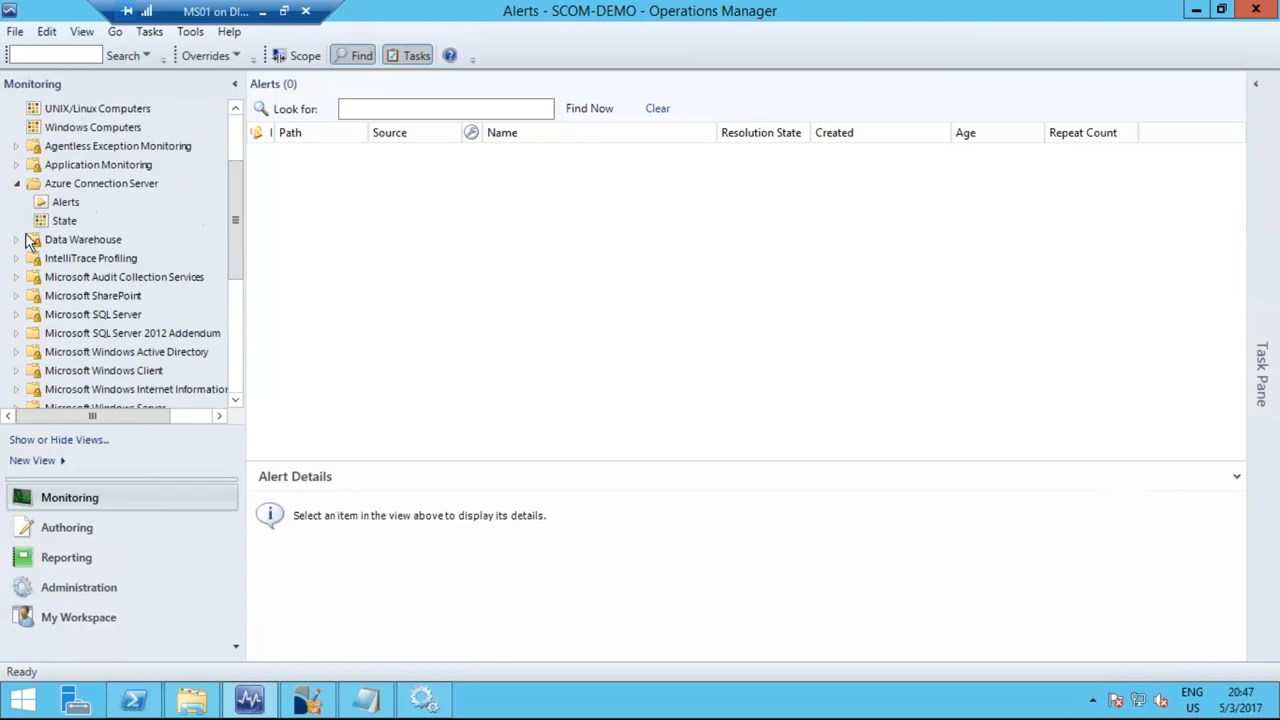 MS01 on DI...
Alerts - SCOM-DEMO - Operations Manager
File Edit View Go Tasks Tools Help
Search Overrides Scope Find Tasks
Monitoring
UNIX/Linux Computers
Windows Computers
Agentless Exception Monitoring
Application Monitoring
Azure Connection Server
Alerts
State
Data Warehouse
IntelliTrace Profiling
Microsoft Audit Collection Services
Microsoft SharePoint
Microsoft SQL Server
Microsoft SQL Server 2012 Addendum
Microsoft Windows Active Directory
Microsoft Windows Client
Microsoft Windows Internet Information
Microsoft Windows Server
Show or Hide Views...
New View
Monitoring
Authoring
Reporting
Administration
My Workspace
Alerts (0)
Look for: Find Now Clear
I Path Source Name Resolution State Created Age Repeat Count
Alert Details
Select an item in the view above to display its details.
Task Pane
Ready
ENG
US
20:47
5/3/2017